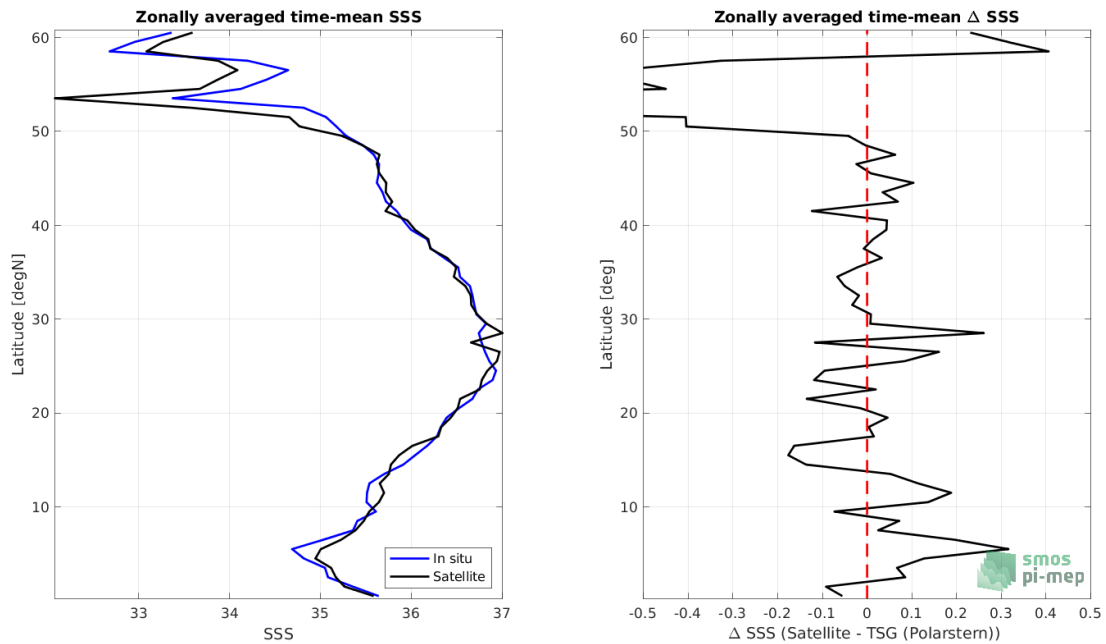 Zonally averaged time-mean SSS
60
50
40
30
20
10
33
34
35
36
37
SSS
Latitude [degN]
In situ
Satellite
Zonally averaged time-mean Δ SSS
60
50
40
30
20
10
-0.5
-0.4
-0.3
-0.2
-0.1
0
0.1
0.2
0.3
0.4
0.5
Δ SSS (Satellite - TSG (Polarstern))
Latitude [deg]
smos
pi-mep